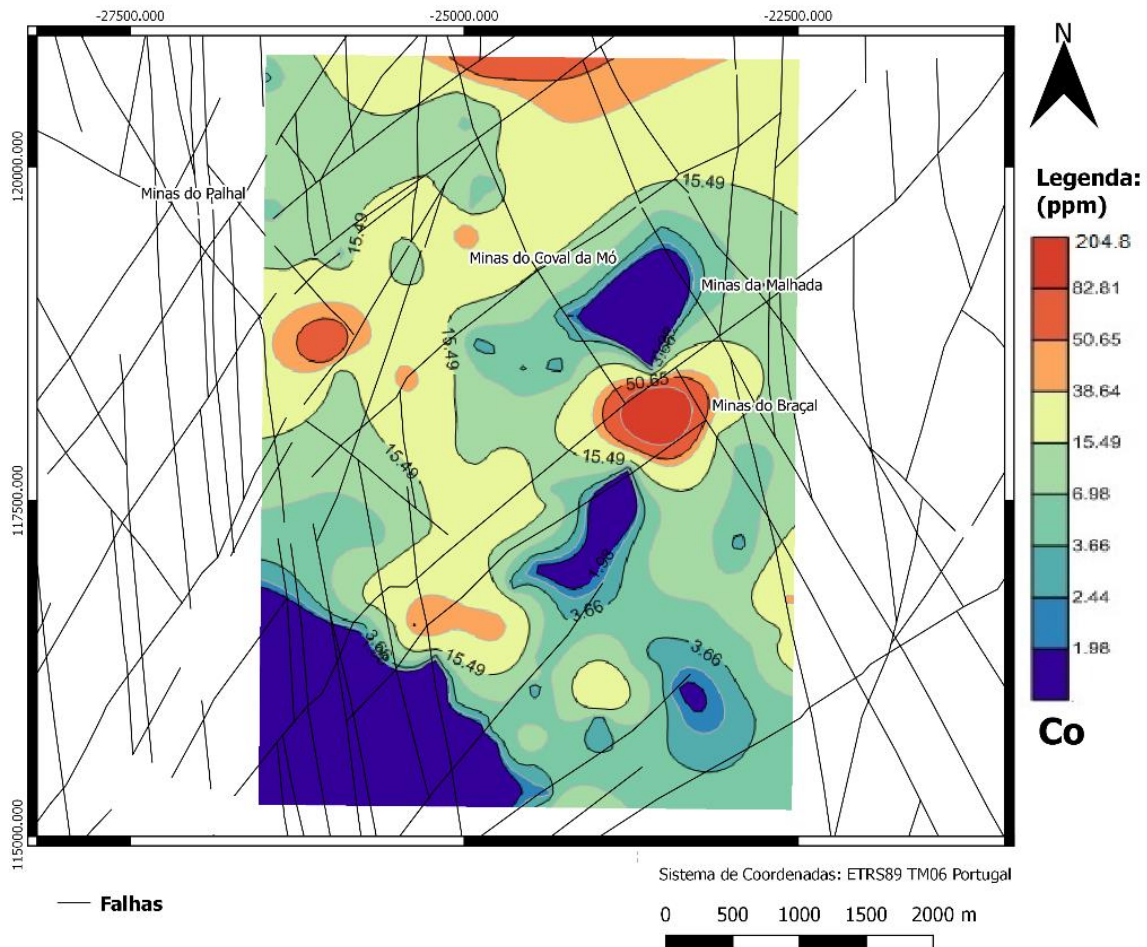 -27500.000
-25000.000
-22500.000
N
120000.000
117500.000
115000.000
Minas do Palhal
15.49
15.49
Minas do Coval da Mó
Minas da Malhada
15.49
3.66
50.65
Minas do Braçal
15.49
15.49
1.98
3.66
3.66
15.49
3.66
Legenda:
(ppm)
204.8
82.81
50.65
38.64
15.49
6.98
3.66
2.44
1.98
Co
Sistema de Coordenadas: ETRS89 TM06 Portugal
Falhas
0 500 1000 1500 2000 m